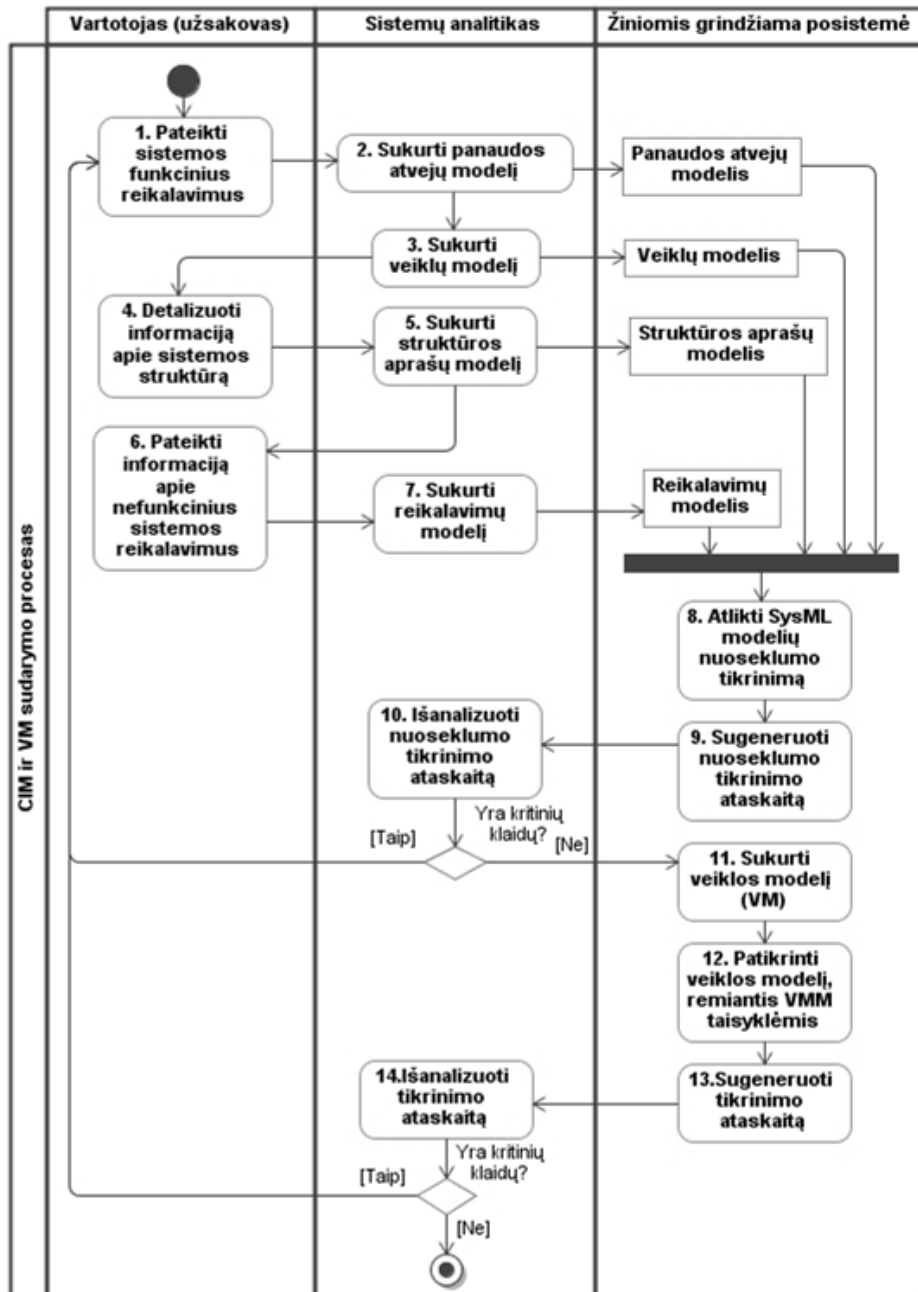 Vartotojas (užsakovas)
Sistemų analitikas
Žiniomis grindžiama posistemė
CIM ir VM sudarymo procesas
1. Pateikti
sistemos
funkcinius
reikalavimus
2. Sukurti panaudos
atvejų modelį
Panaudos atvejų
modelis
3. Sukurti
veiklų modelį
Veiklų modelis
4. Detalizuoti
informaciją
apie sistemos
struktūrą
5. Sukurti
struktūros
aprašų modelį
Struktūros aprašų
modelis
6. Pateikti
informaciją
apie
nefunkcinius
sistemos
reikalavimus
7. Sukurti
reikalavimų
modelį
Reikalavimų
modelis
8. Atlikti SysML
modelių
nuoseklumo
tikrinimą
9. Sugeneruoti
nuoseklumo
tikrinimo
ataskaitą
10. Išanalizuoti
nuoseklumo
tikrinimo
ataskaitą
Yra kritinių
klaidų?
[Taip]
[Ne]
11. Sukurti
veiklos modelį
(VM)
12. Patikrinti
veiklos modelį,
remiantis VMM
taisyklėmis
13.Sugeneruoti
tikrinimo
ataskaitą
14.Išanalizuoti
tikrinimo
ataskaitą
Yra kritinių
klaidų?
[Taip]
[Ne]